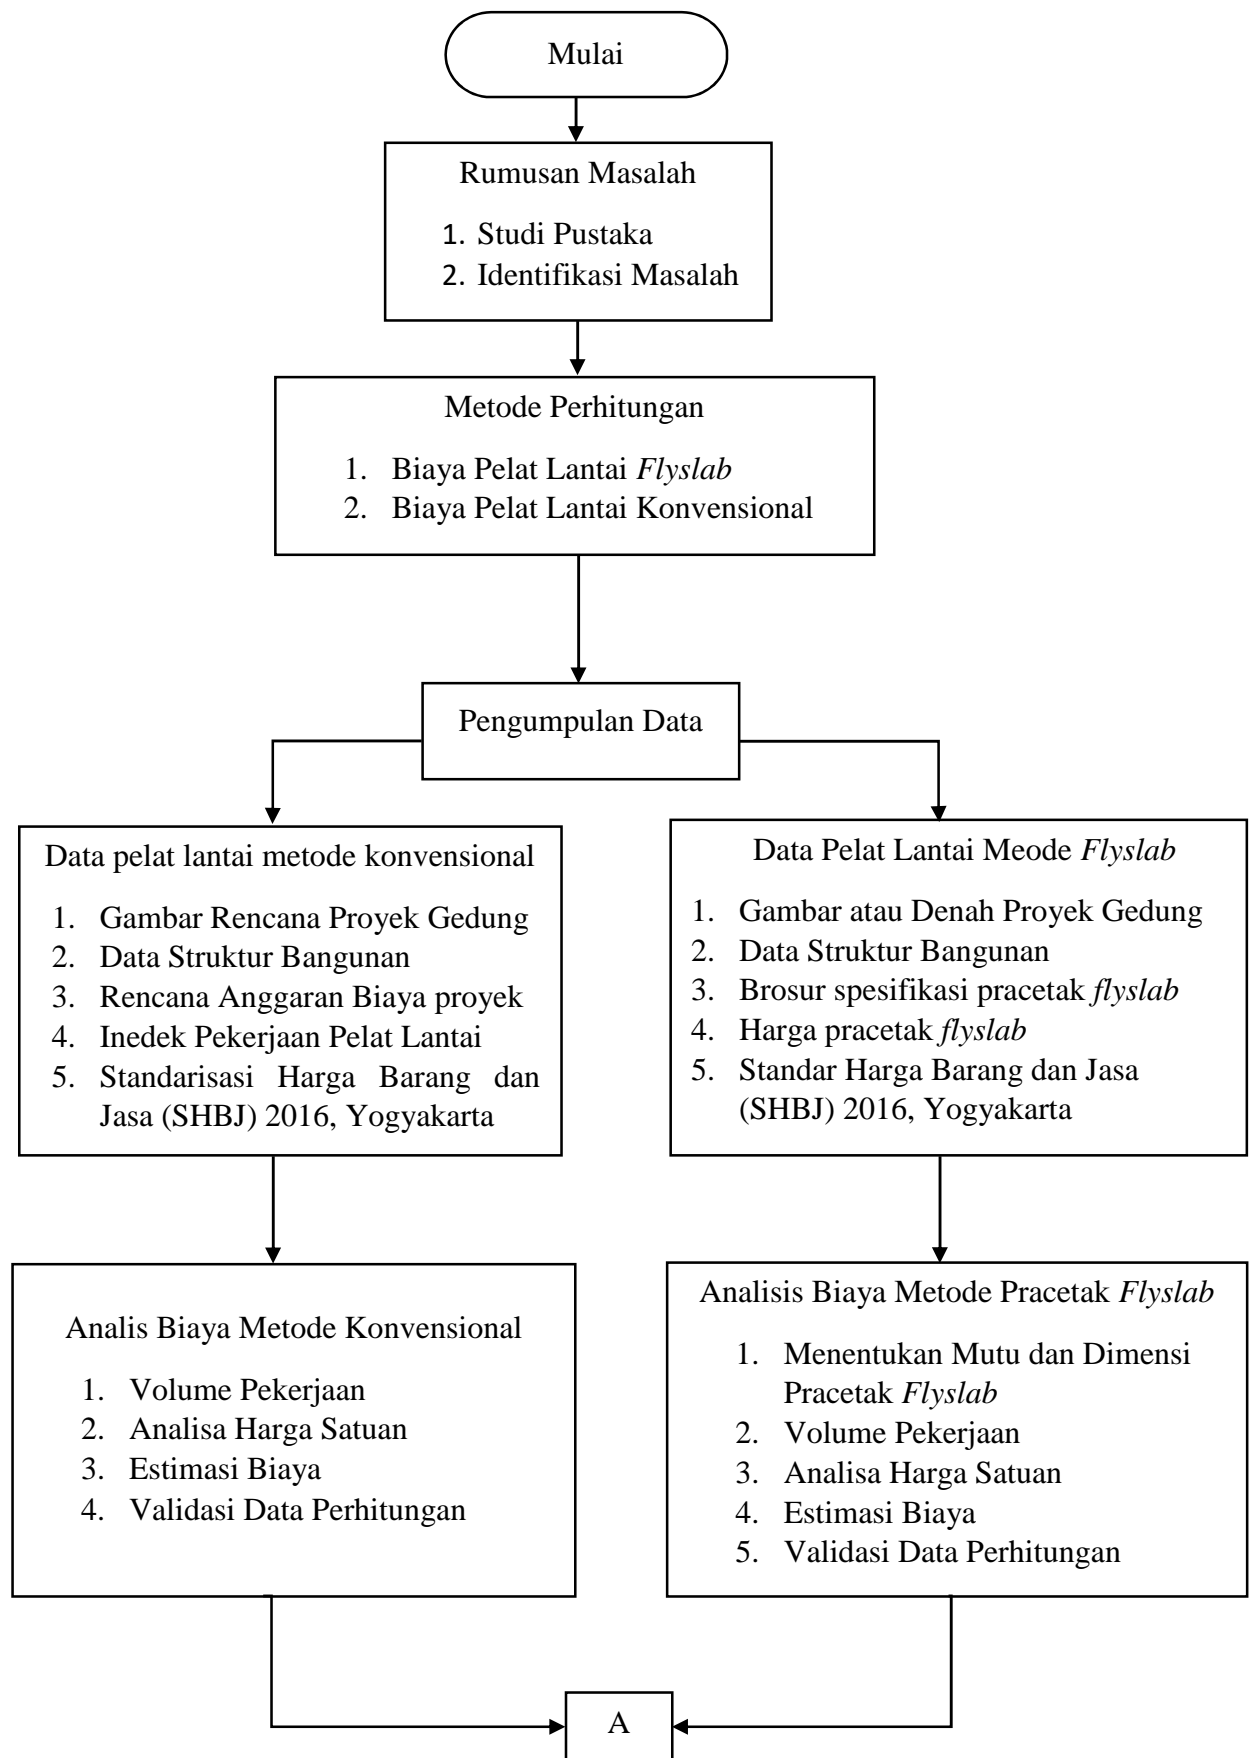 Mulai
Rumusan Masalah
1. Studi Pustaka
2. Identifikasi Masalah
Metode Perhitungan
1. Biaya Pelat Lantai Flyslab
2. Biaya Pelat Lantai Konvensional
Pengumpulan Data
Data pelat lantai metode konvensional
1. Gambar Rencana Proyek Gedung
2. Data Struktur Bangunan
3. Rencana Anggaran Biaya proyek
4. Inedek Pekerjaan Pelat Lantai
5. Standarisasi Harga Barang dan
Jasa (SHBJ) 2016, Yogyakarta
Data Pelat Lantai Meode Flyslab
1. Gambar atau Denah Proyek Gedung
2. Data Struktur Bangunan
3. Brosur spesifikasi pracetak flyslab
4. Harga pracetak flyslab
5. Standar Harga Barang dan Jasa
(SHBJ) 2016, Yogyakarta
Analis Biaya Metode Konvensional
1. Volume Pekerjaan
2. Analisa Harga Satuan
3. Estimasi Biaya
4. Validasi Data Perhitungan
Analisis Biaya Metode Pracetak Flyslab
1. Menentukan Mutu dan Dimensi
Pracetak Flyslab
2. Volume Pekerjaan
3. Analisa Harga Satuan
4. Estimasi Biaya
5. Validasi Data Perhitungan
A